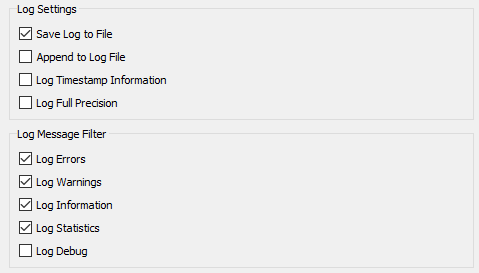 Log Settings
Save Log to File
Append to Log File
Log Timestamp Information
Log Full Precision
Log Message Filter
Log Errors
Log Warnings
Log Information
Log Statistics
Log Debug